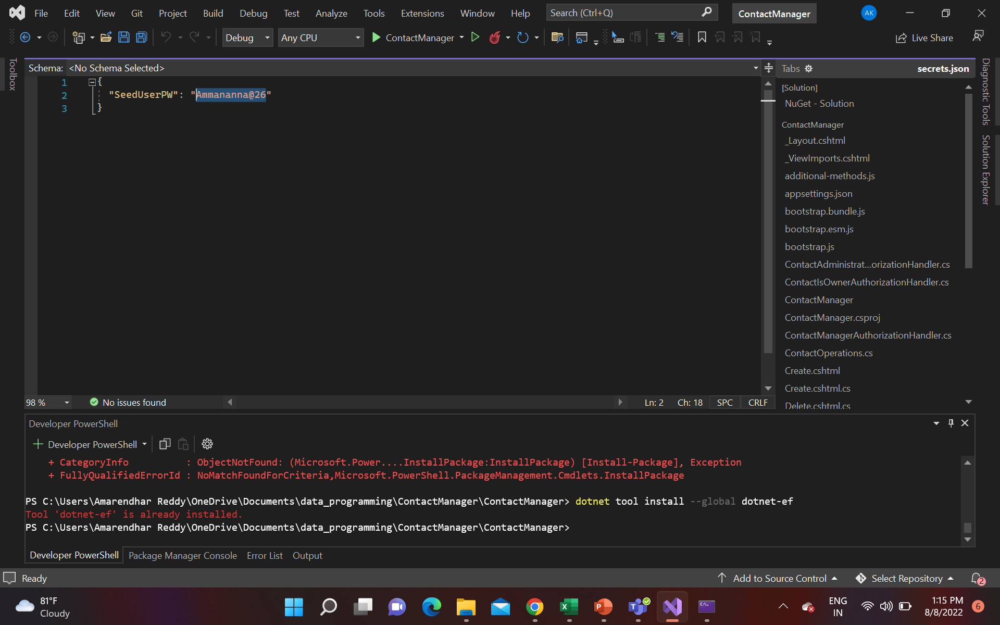 File Edit View Git Project Build Debug Test Analyze Tools Extensions Window Help Search (Ctrl+Q) ContactManager AK
Debug Any CPU ContactManager Live Share
Toolbox
Schema: <No Schema Selected>
1 {
2 "SeedUserPW": "Ammananna@26"
3 }
98 % No issues found Ln: 2 Ch: 18 SPC CRLF
Tabs secrets.json
[Solution]
NuGet - Solution
ContactManager
_Layout.cshtml
_ViewImports.cshtml
additional-methods.js
appsettings.json
bootstrap.bundle.js
bootstrap.esm.js
bootstrap.js
ContactAdministrat...orizationHandler.cs
ContactIsOwnerAuthorizationHandler.cs
ContactManager
ContactManager.csproj
ContactManagerAuthorizationHandler.cs
ContactOperations.cs
Create.cshtml
Create.cshtml.cs
Delete.cshtml.cs
Diagnostic Tools
Solution Explorer
Developer PowerShell
Developer PowerShell
+ CategoryInfo : ObjectNotFound: (Microsoft.Power....InstallPackage:InstallPackage) [Install-Package], Exception
+ FullyQualifiedErrorId : NoMatchFoundForCriteria,Microsoft.PowerShell.PackageManagement.Cmdlets.InstallPackage
PS C:\Users\Amarendhar Reddy\OneDrive\Documents\data_programming\ContactManager\ContactManager> dotnet tool install --global dotnet-ef
Tool 'dotnet-ef' is already installed.
PS C:\Users\Amarendhar Reddy\OneDrive\Documents\data_programming\ContactManager\ContactManager>
Developer PowerShell Package Manager Console Error List Output
Ready Add to Source Control Select Repository 2
81°F
Cloudy
ENG
IN
1:15 PM
8/8/2022
6